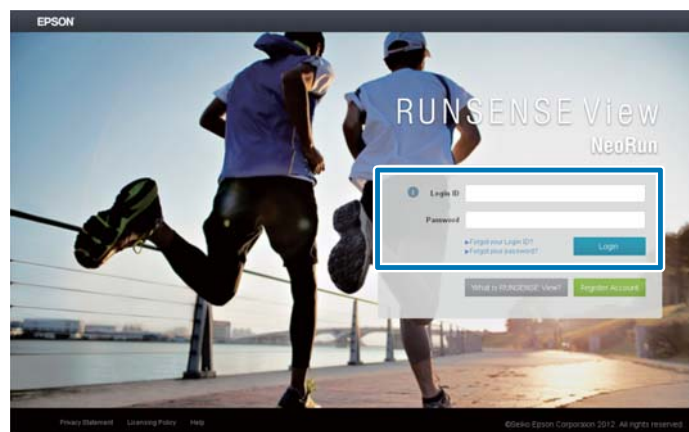 EPSON
RUNSENSE View
NeoRun
Login ID
Password
▶Forgot your Login ID?
▶Forgot your password?
Login
What is RUNSENSE View?
Register Account
Privacy Statement Licensing Policy Help
©Seiko Epson Corporation 2012. All rights reserved.